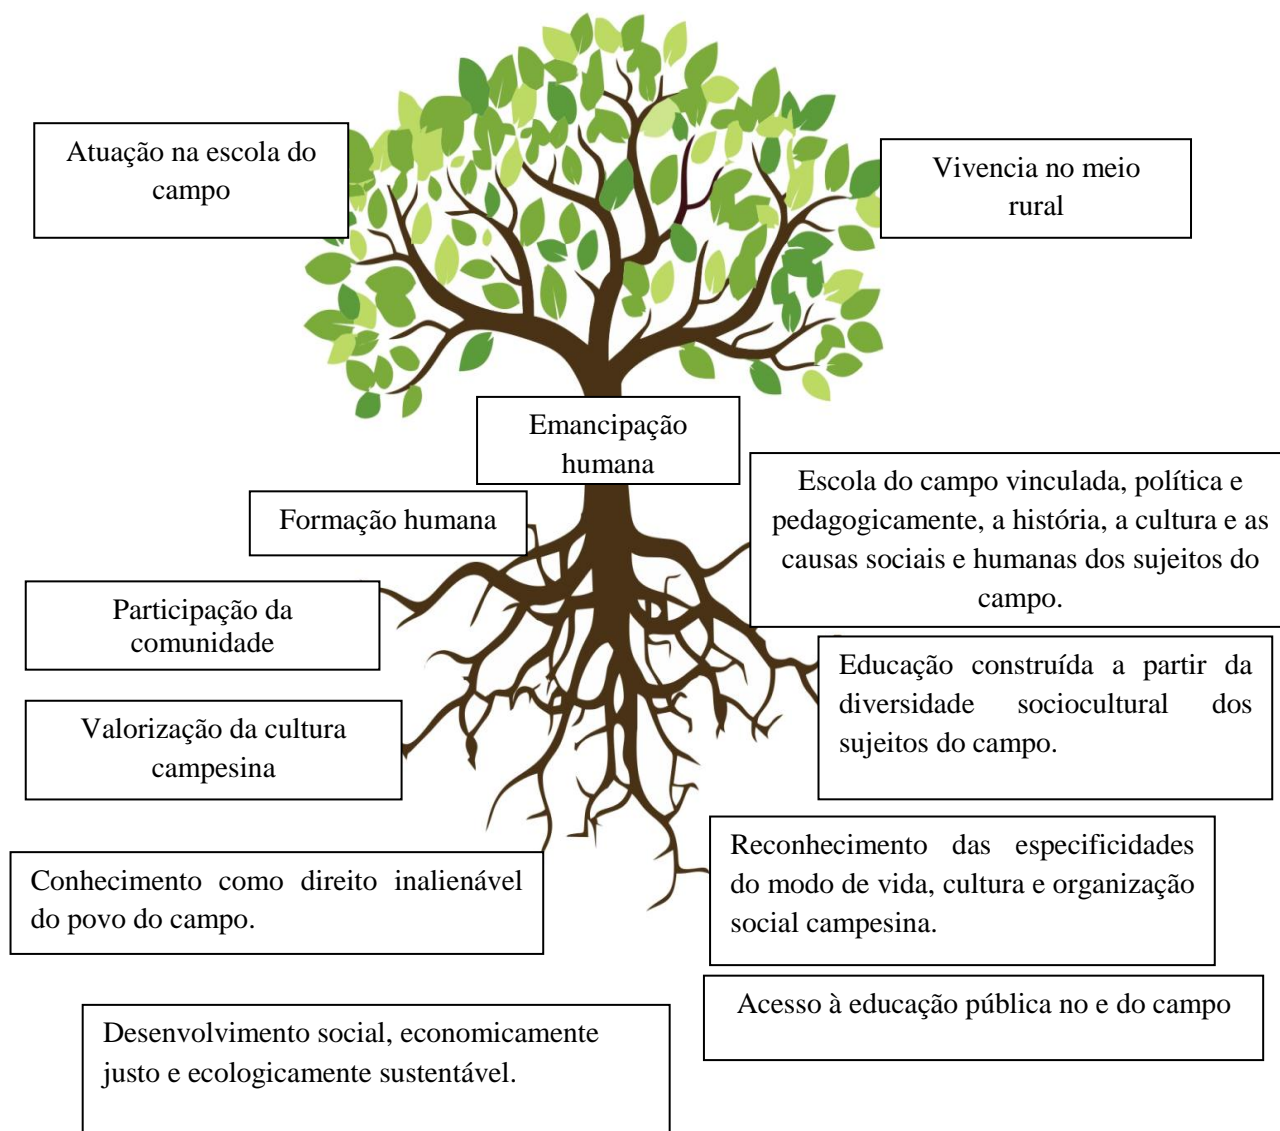 Atuação na escola do
campo
Vivencia no meio
rural
Emancipação
humana
Formação humana
Escola do campo vinculada, política e
pedagogicamente, a história, a cultura e as
causas sociais e humanas dos sujeitos do
campo.
Participação da
comunidade
Educação construída a partir da
diversidade sociocultural dos
sujeitos do campo.
Valorização da cultura
campesina
Reconhecimento das especificidades
do modo de vida, cultura e organização
social campesina.
Conhecimento como direito inalienável
do povo do campo.
Acesso à educação pública no e do campo
Desenvolvimento social, economicamente
justo e ecologicamente sustentável.